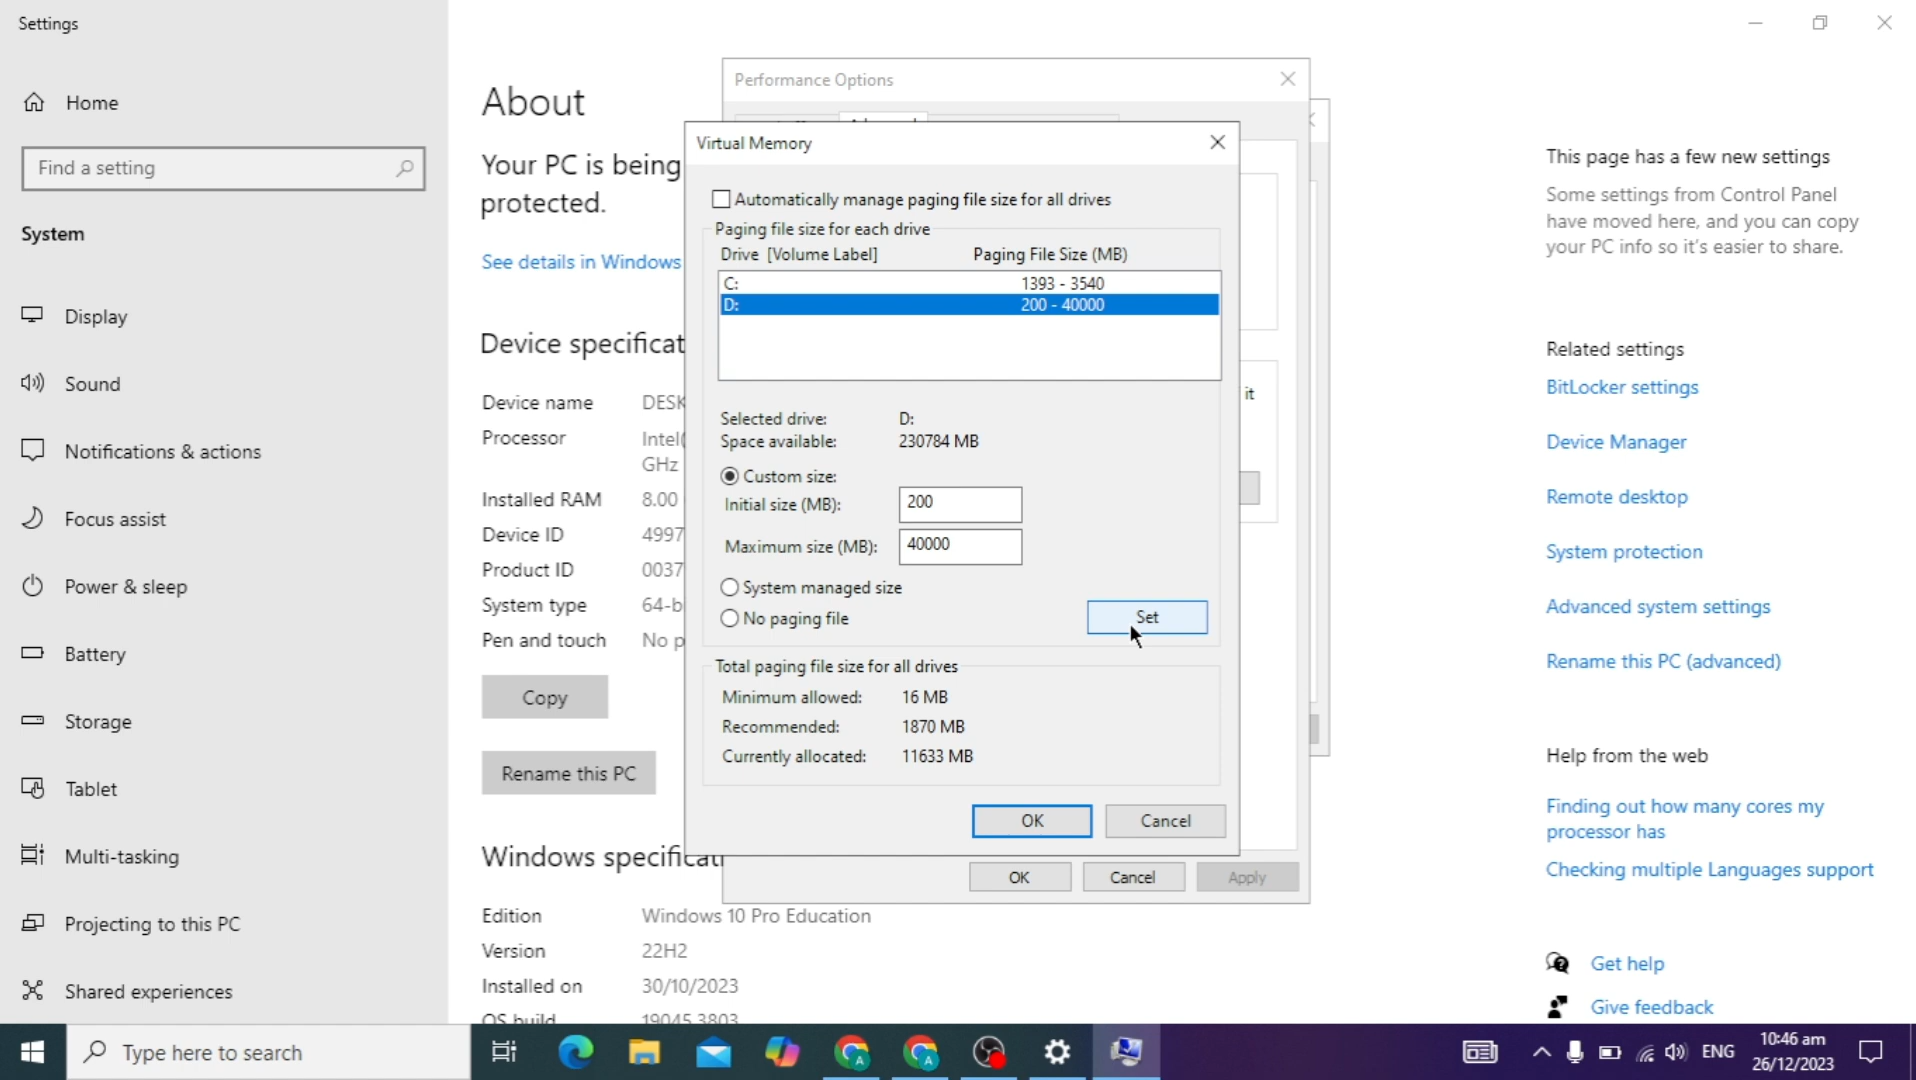 Settings
Home
Find a setting
System
Display
Sound
Notifications & actions
Focus assist
Power & sleep
Battery
Storage
Tablet
Multi-tasking
Projecting to this PC
Shared experiences
About
Your PC is being
protected.
See details in Windows
Device specificat
Device name DESK
Processor Intel(
GHz
Installed RAM 8.00
Device ID 4997
Product ID 0037
System type 64-b
Pen and touch No p
Copy
Rename this PC
Windows specificati
Edition Windows 10 Pro Education
Version 22H2
Installed on 30/10/2023
OS build 19045.3803
Performance Options
it
OK Cancel Apply
Virtual Memory
Automatically manage paging file size for all drives
Paging file size for each drive
Drive [Volume Label] Paging File Size (MB)
C: 1393 - 3540
D: 200 - 40000
Selected drive: D:
Space available: 230784 MB
Custom size:
Initial size (MB): 200
Maximum size (MB): 40000
System managed size
No paging file
Set
Total paging file size for all drives
Minimum allowed: 16 MB
Recommended: 1870 MB
Currently allocated: 11633 MB
OK Cancel
This page has a few new settings
Some settings from Control Panel
have moved here, and you can copy
your PC info so it's easier to share.
Related settings
BitLocker settings
Device Manager
Remote desktop
System protection
Advanced system settings
Rename this PC (advanced)
Help from the web
Finding out how many cores my
processor has
Checking multiple Languages support
Get help
Give feedback
Type here to search
ENG
10:46 am
26/12/2023